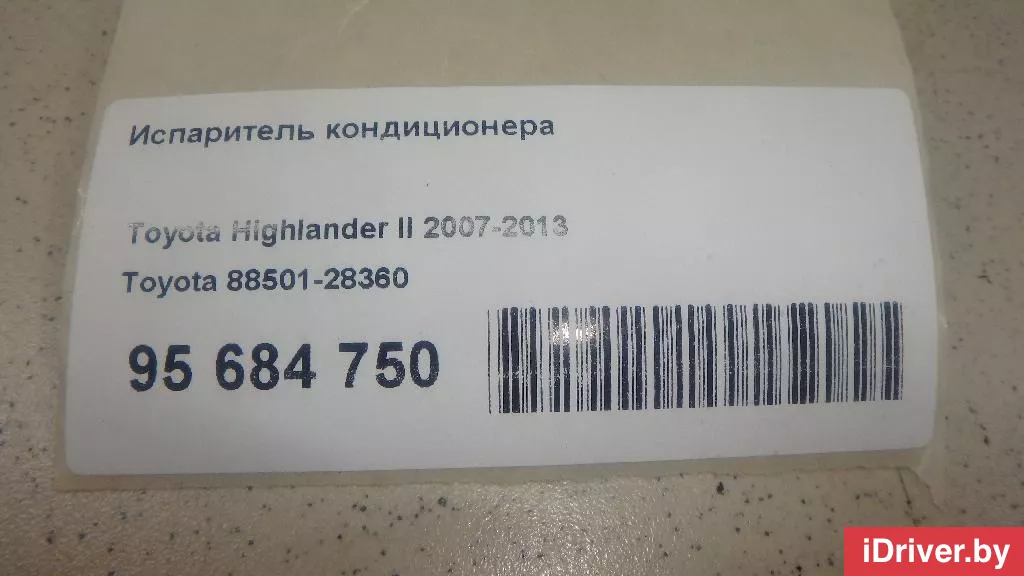 Испаритель кондиционера
Toyota Highlander II 2007-2013
Toyota 88501-28360
95 684 750
iDriver.by